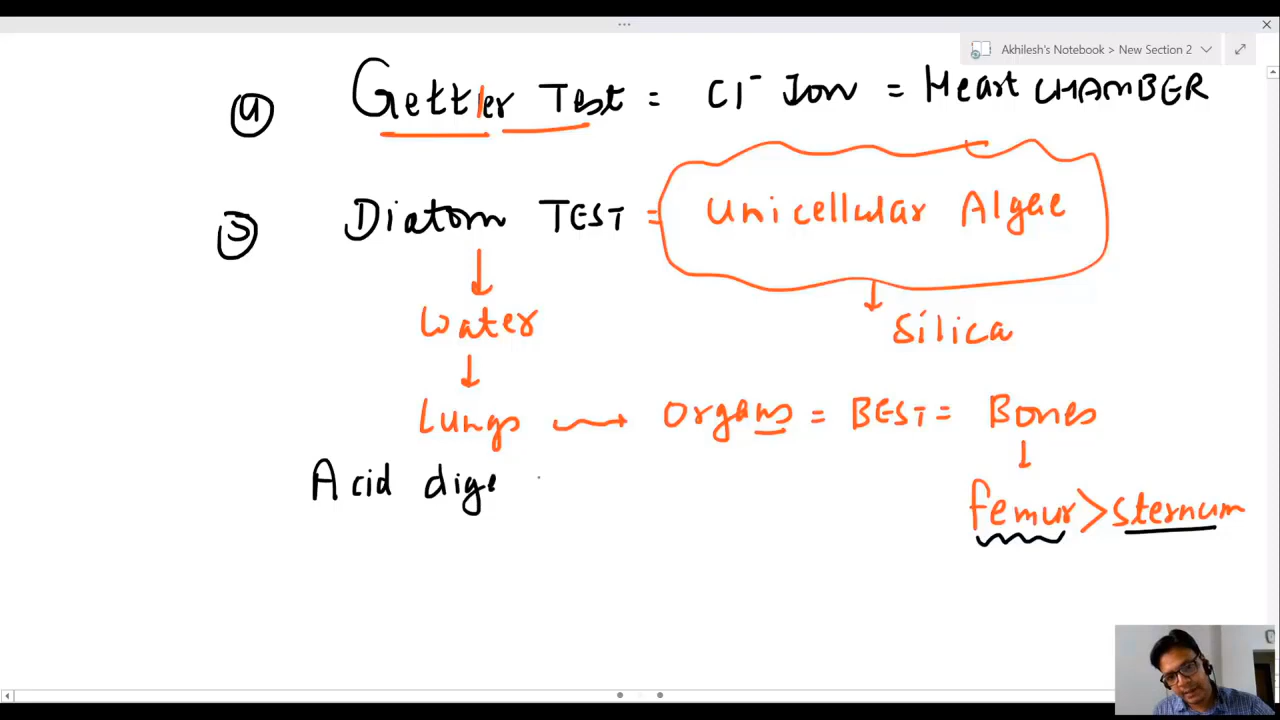 Akhilesh's Notebook > New Section 2
④ Gettler Test = Cl⁻ Ion = Heart CHAMBER
⑤ Diatom TEST = Unicellular Algae
↓ ↓
Water Silica
↓
Lungs → Organs = BEST = Bones
↓
Acid dige
femur > sternum